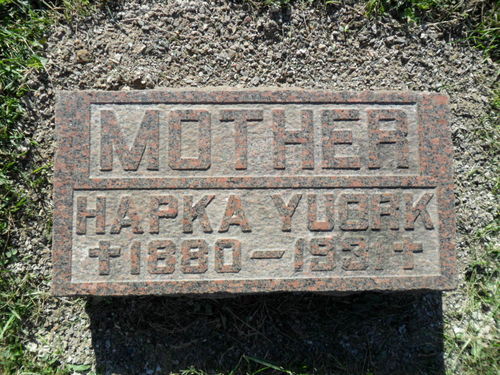 MOTHER
HAPKA YUORK
✝ 1880 — 1931 ✝